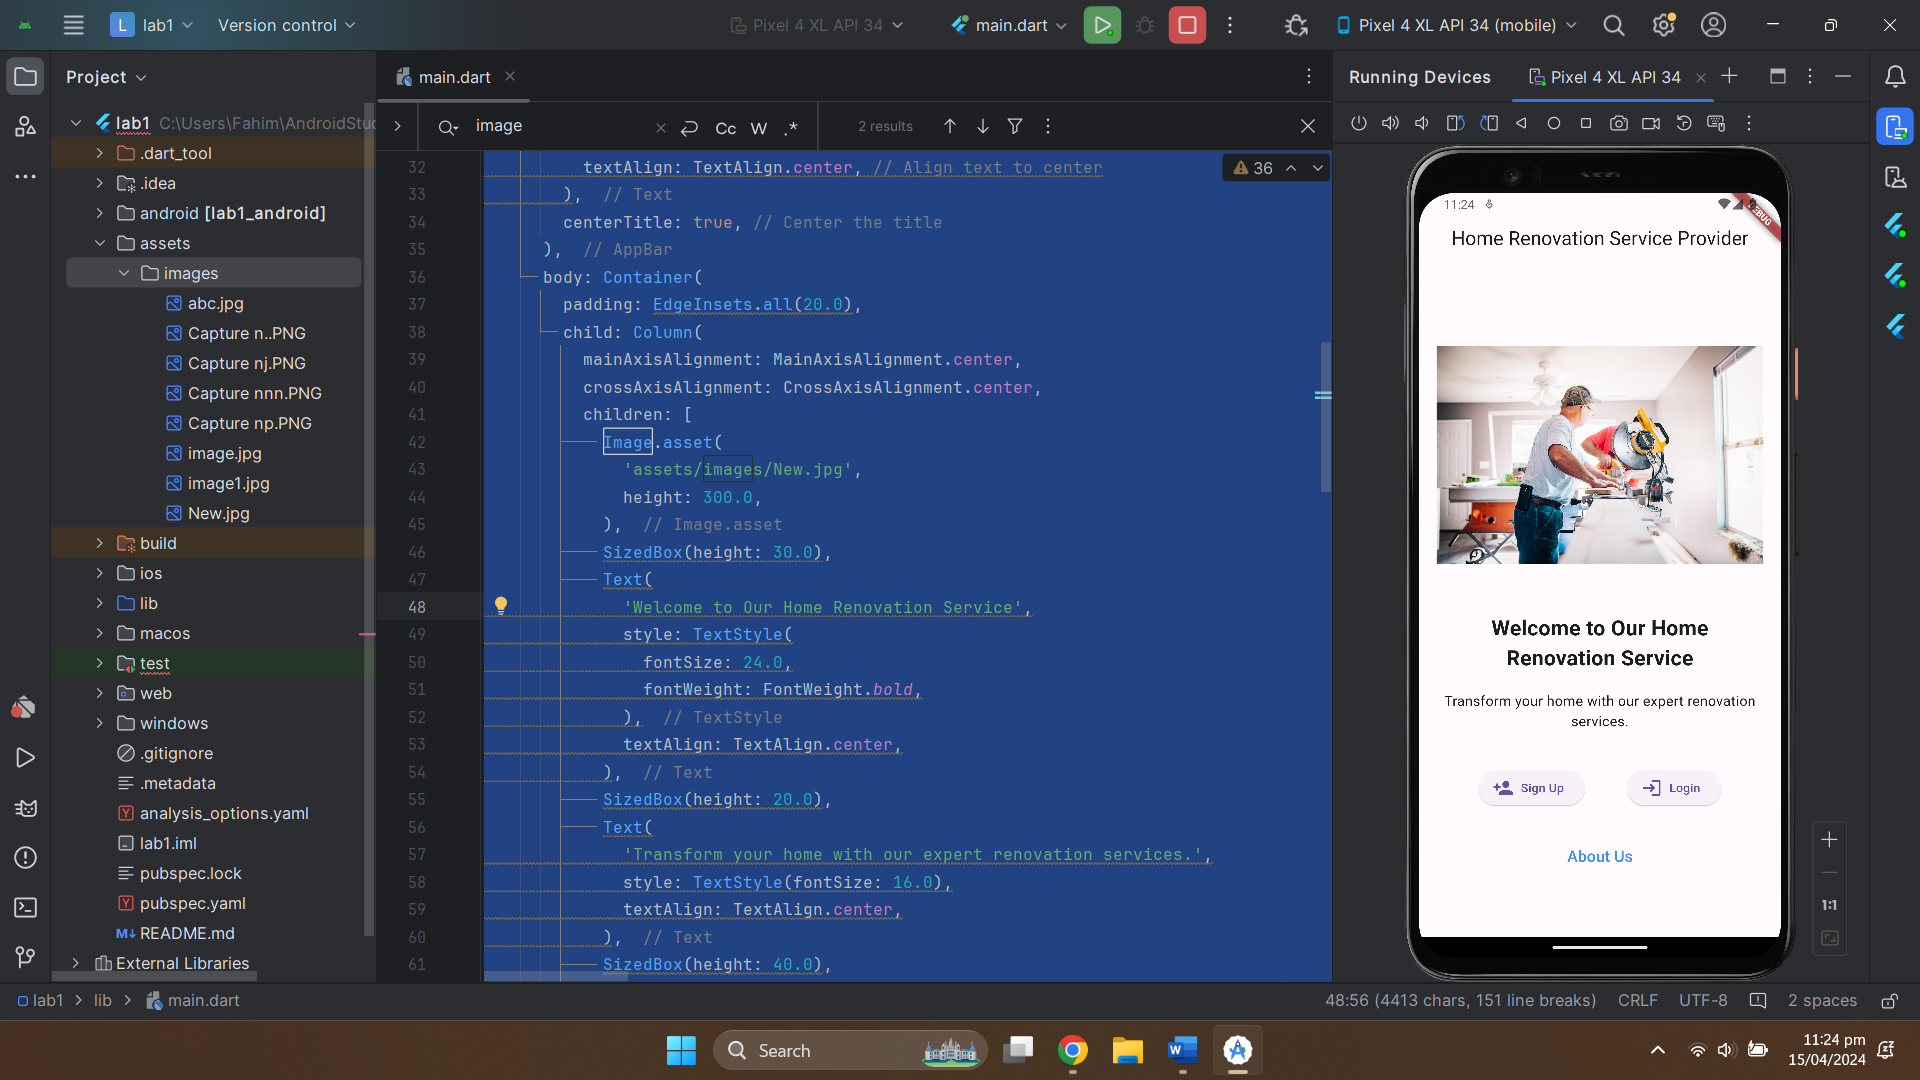 L lab1 Version control Pixel 4 XL API 34 main.dart Pixel 4 XL API 34 (mobile)
Project
main.dart
Running Devices Pixel 4 XL API 34
image Cc W .* 2 results
lab1 C:\Users\Fahim\AndroidStu
.dart_tool
.idea
android [lab1_android]
assets
images
abc.jpg
Capture n..PNG
Capture nj.PNG
Capture nnn.PNG
Capture np.PNG
image.jpg
image1.jpg
New.jpg
build
ios
lib
macos
test
web
windows
.gitignore
.metadata
analysis_options.yaml
lab1.iml
pubspec.lock
pubspec.yaml
README.md
External Libraries
36
32 textAlign: TextAlign.center, // Align text to center
33 ), // Text
34 centerTitle: true, // Center the title
35 ), // AppBar
36 body: Container(
37 padding: EdgeInsets.all(20.0),
38 child: Column(
39 mainAxisAlignment: MainAxisAlignment.center,
40 crossAxisAlignment: CrossAxisAlignment.center,
41 children: [
42 Image.asset(
43 'assets/images/New.jpg',
44 height: 300.0,
45 ), // Image.asset
46 SizedBox(height: 30.0),
47 Text(
48 'Welcome to Our Home Renovation Service',
49 style: TextStyle(
50 fontSize: 24.0,
51 fontWeight: FontWeight.bold,
52 ), // TextStyle
53 textAlign: TextAlign.center,
54 ), // Text
55 SizedBox(height: 20.0),
56 Text(
57 'Transform your home with our expert renovation services.',
58 style: TextStyle(fontSize: 16.0),
59 textAlign: TextAlign.center,
60 ), // Text
61 SizedBox(height: 40.0),
11:24
DEBUG
Home Renovation Service Provider
Welcome to Our Home
Renovation Service
Transform your home with our expert renovation
services.
Sign Up Login
About Us
1:1
lab1 lib main.dart 48:56 (4413 chars, 151 line breaks) CRLF UTF-8 2 spaces
Search
11:24 pm
15/04/2024